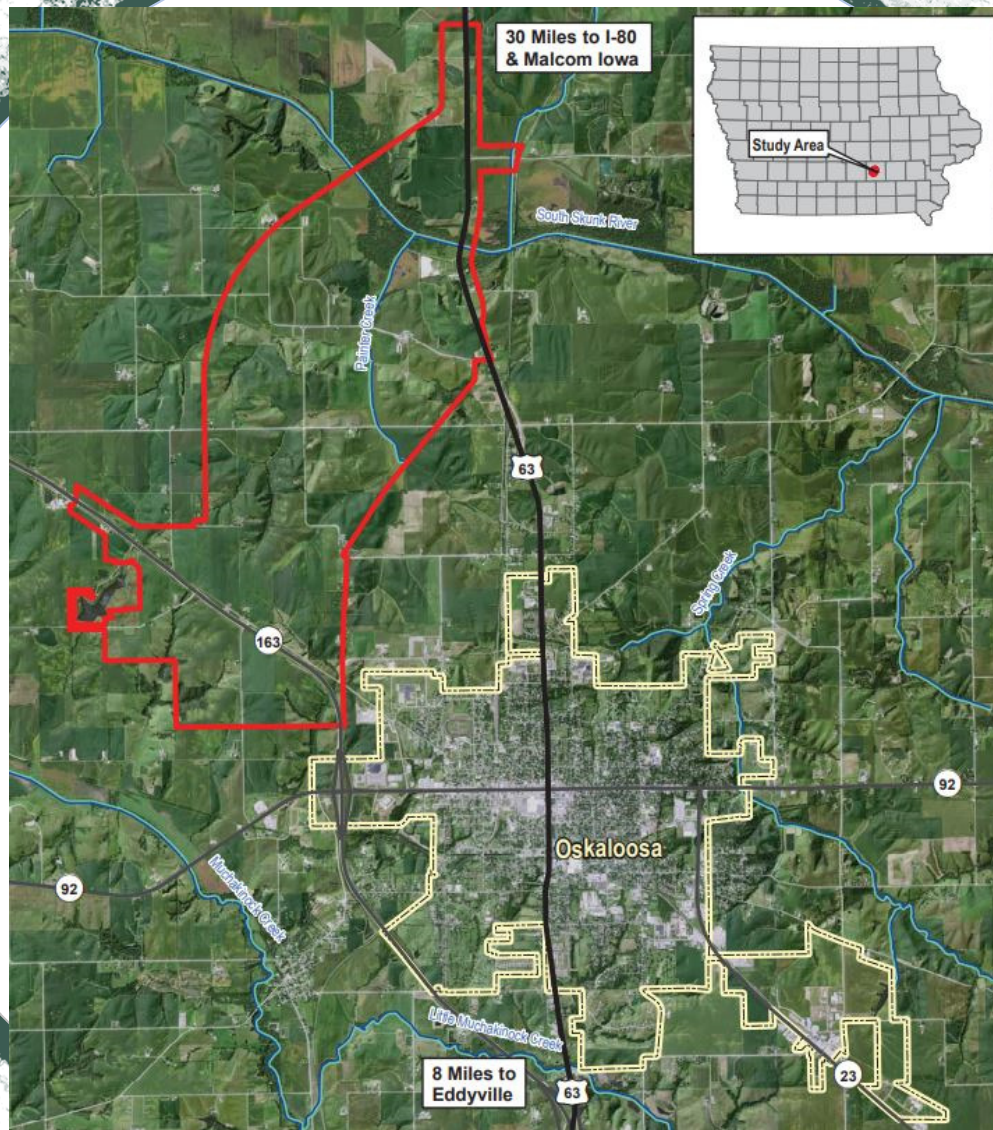 30 Miles to I-80
& Malcom Iowa
Study Area
South Skunk River
Painter Creek
63
Spring Creek
163
92
Oskaloosa
92
Muchakinock Creek
Little Muchakinock Creek
8 Miles to
Eddyville
63
23